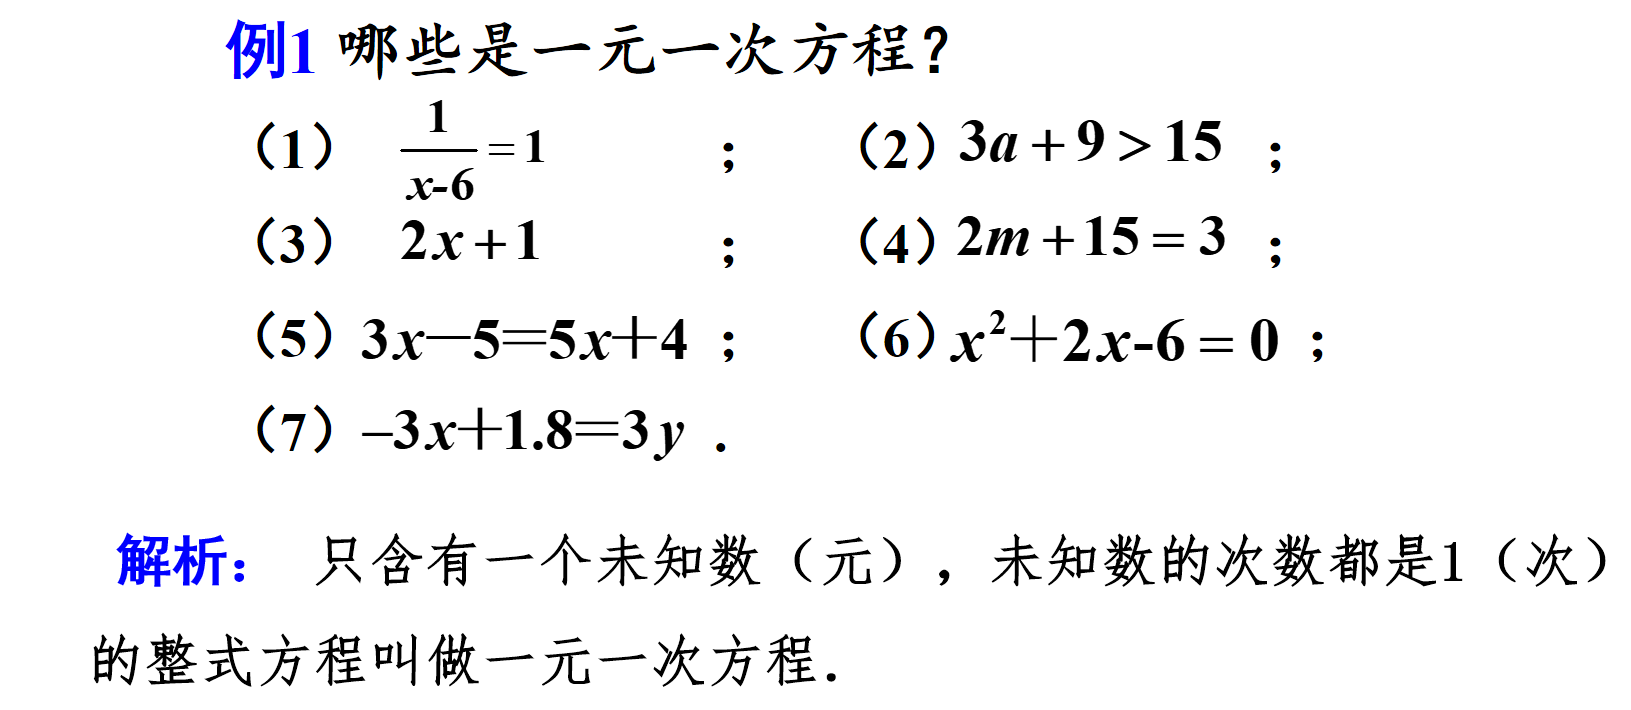 例1 哪些是一元一次方程?
（1） 1/(x-6) = 1 ； （2）3a + 9 > 15 ；
（3） 2x + 1 ； （4）2m + 15 = 3 ；
（5）3x－5＝5x＋4 ； （6）x²＋2x-6 = 0 ；
（7）–3x＋1.8＝3y .
解析： 只含有一个未知数（元），未知数的次数都是1（次）
的整式方程叫做一元一次方程.